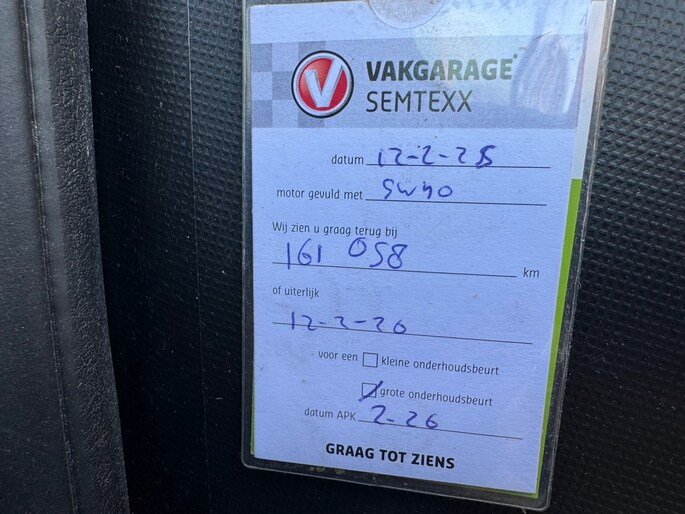 V VAKGARAGE
SEMTEXX
datum 12-2-25
motor gevuld met 5W40
Wij zien u graag terug bij
161 058 km
of uiterlijk
12-2-26
voor een kleine onderhoudsbeurt
grote onderhoudsbeurt
datum APK 2-26
GRAAG TOT ZIENS